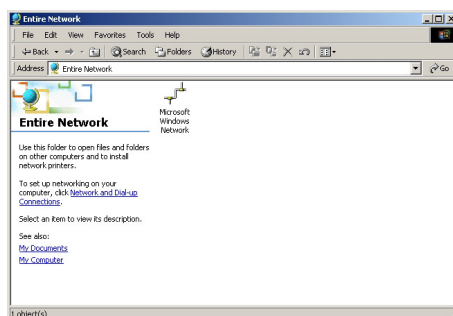 Entire Network
File Edit View Favorites Tools Help
Back Search Folders History
Address Entire Network Go
Entire Network
Microsoft
Windows
Network
Use this folder to open files and folders
on other computers and to install
network printers.
To set up networking on your
computer, click Network and Dial-up
Connections.
Select an item to view its description.
See also:
My Documents
My Computer
1 object(s)